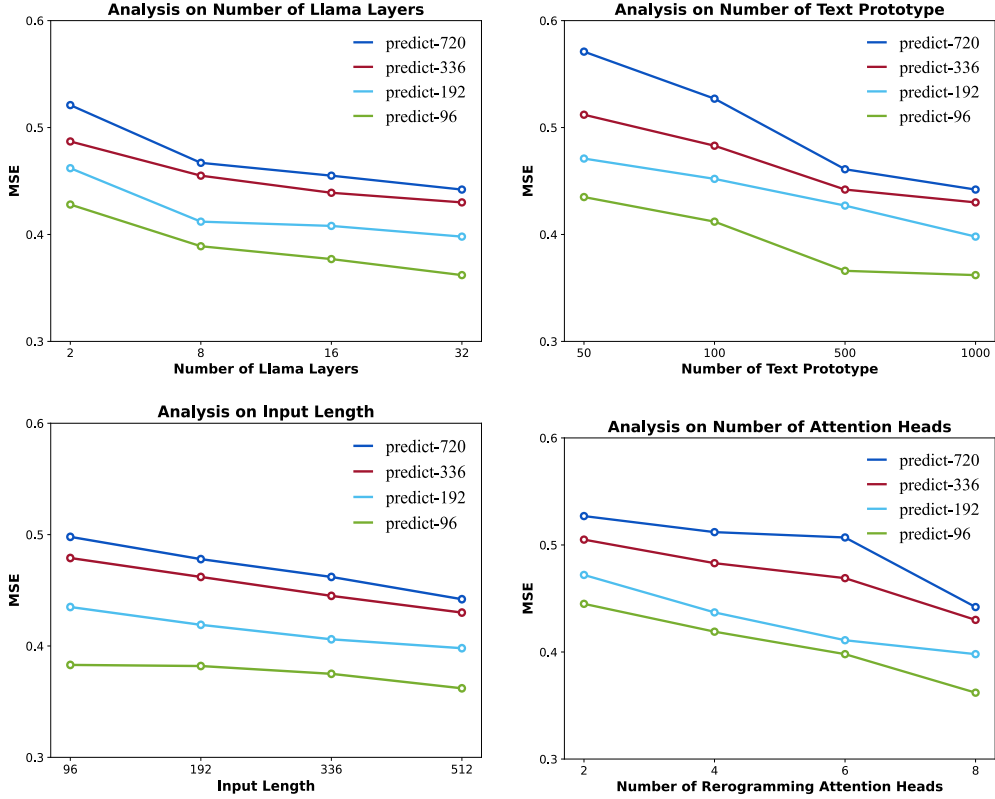 Analysis on Number of Llama Layers
0.6
0.5
0.4
0.3
MSE
predict-720
predict-336
predict-192
predict-96
2 8 16 32
Number of Llama Layers
Analysis on Number of Text Prototype
0.6
0.5
0.4
0.3
MSE
predict-720
predict-336
predict-192
predict-96
50 100 500 1000
Number of Text Prototype
Analysis on Input Length
0.6
0.5
0.4
0.3
MSE
predict-720
predict-336
predict-192
predict-96
96 192 336 512
Input Length
Analysis on Number of Attention Heads
0.6
0.5
0.4
0.3
MSE
predict-720
predict-336
predict-192
predict-96
2 4 6 8
Number of Rerogramming Attention Heads